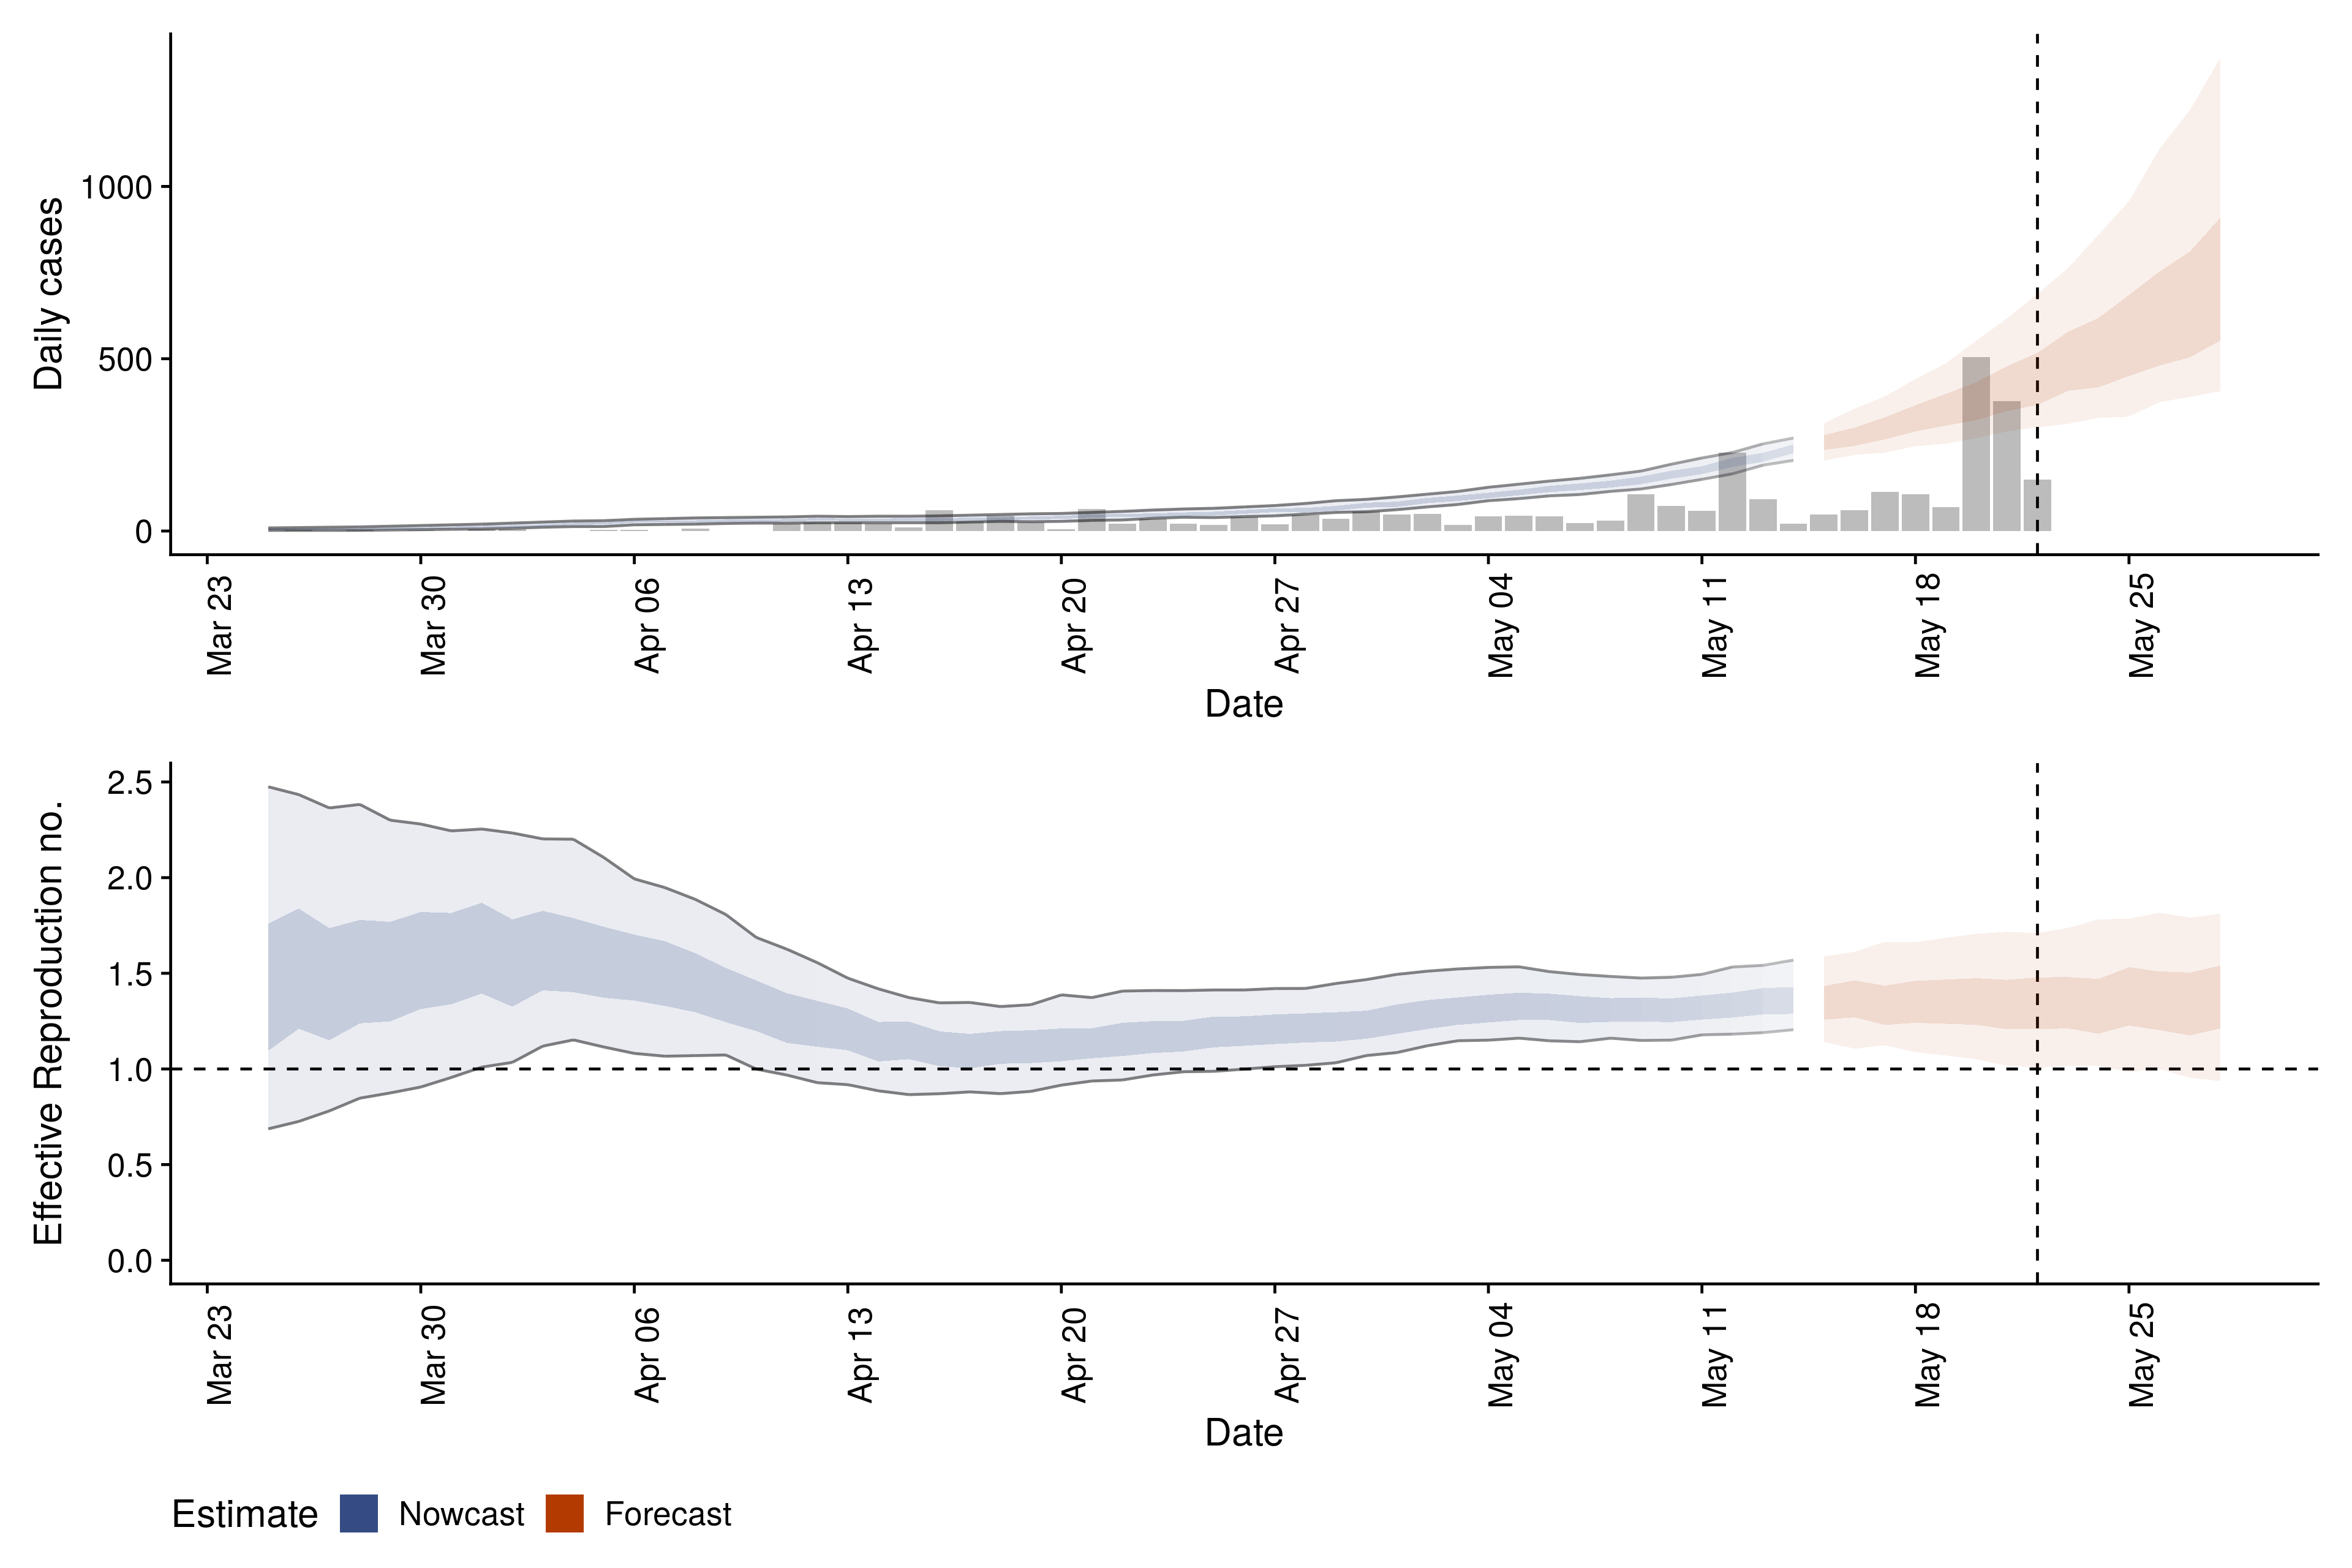 Daily cases
1000
500
0
Mar 23
Mar 30
Apr 06
Apr 13
Apr 20
Apr 27
May 04
May 11
May 18
May 25
Date
Effective Reproduction no.
2.5
2.0
1.5
1.0
0.5
0.0
Mar 23
Mar 30
Apr 06
Apr 13
Apr 20
Apr 27
May 04
May 11
May 18
May 25
Date
Estimate Nowcast Forecast